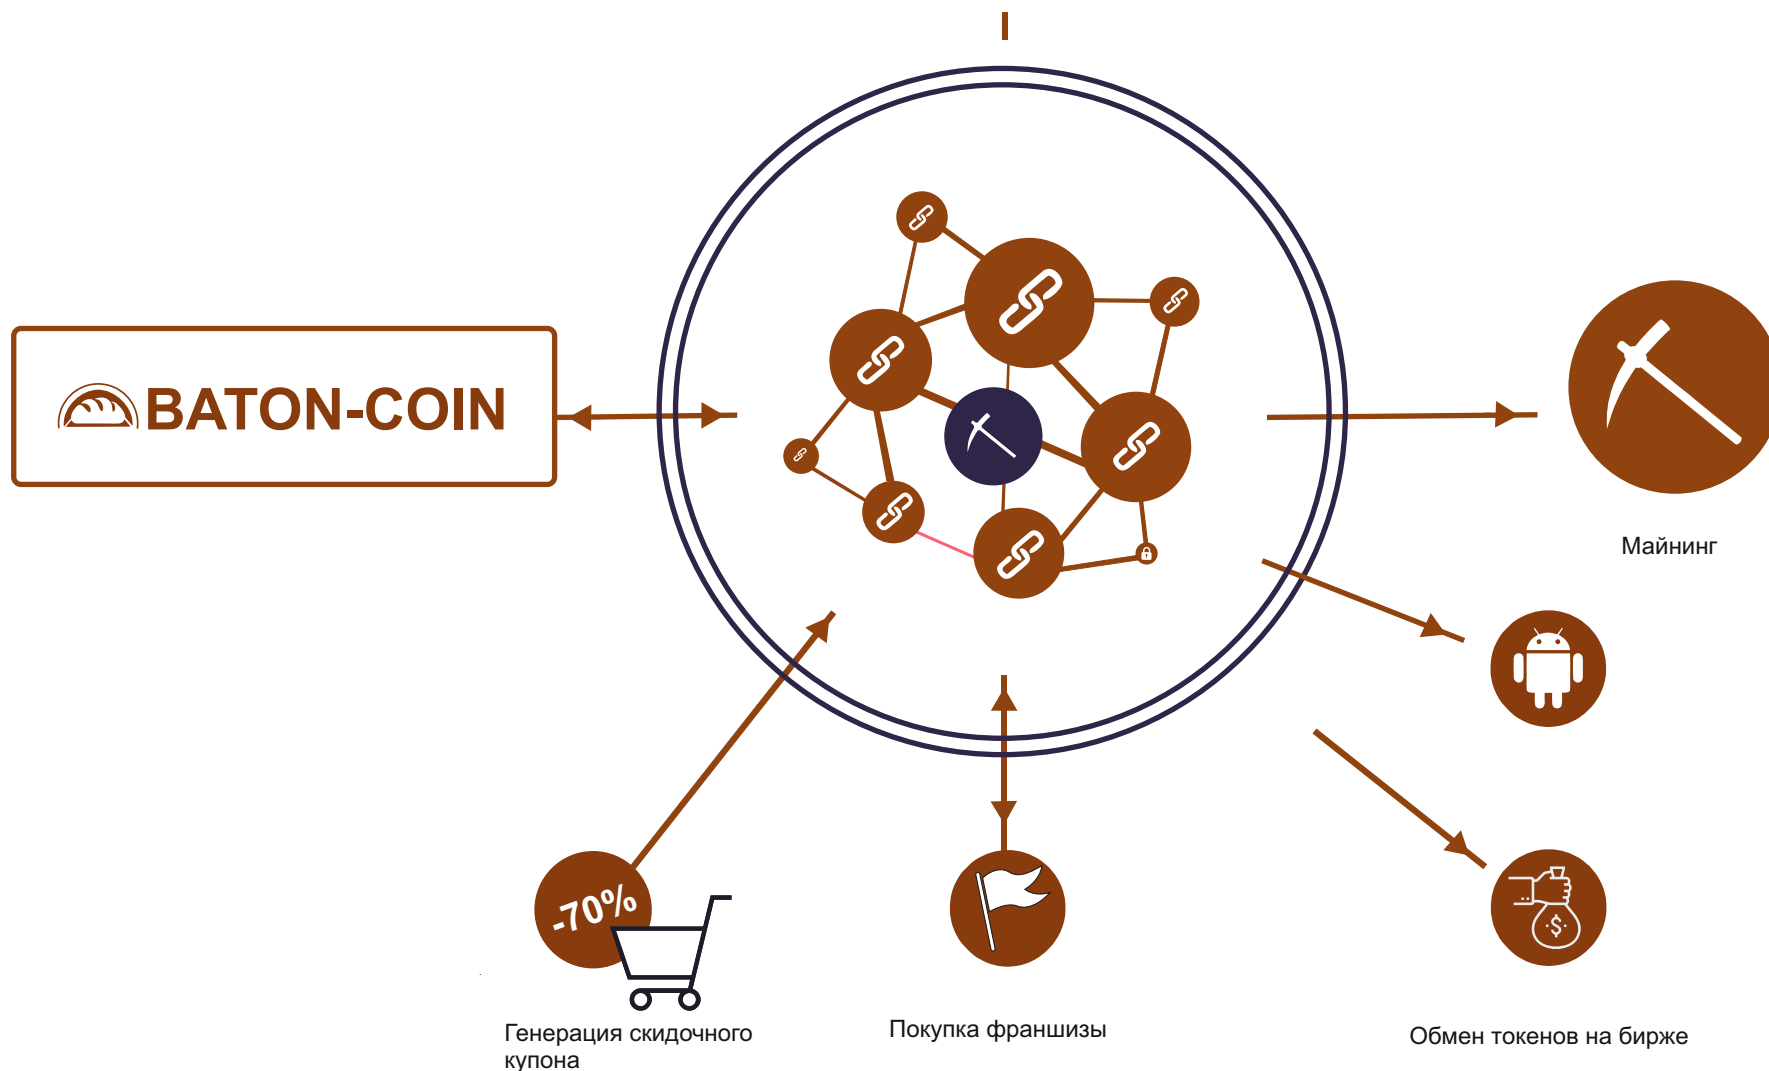 BATON-COIN
Майнинг
-70%
$
Генерация скидочного
купона
Покупка франшизы
Обмен токенов на бирже